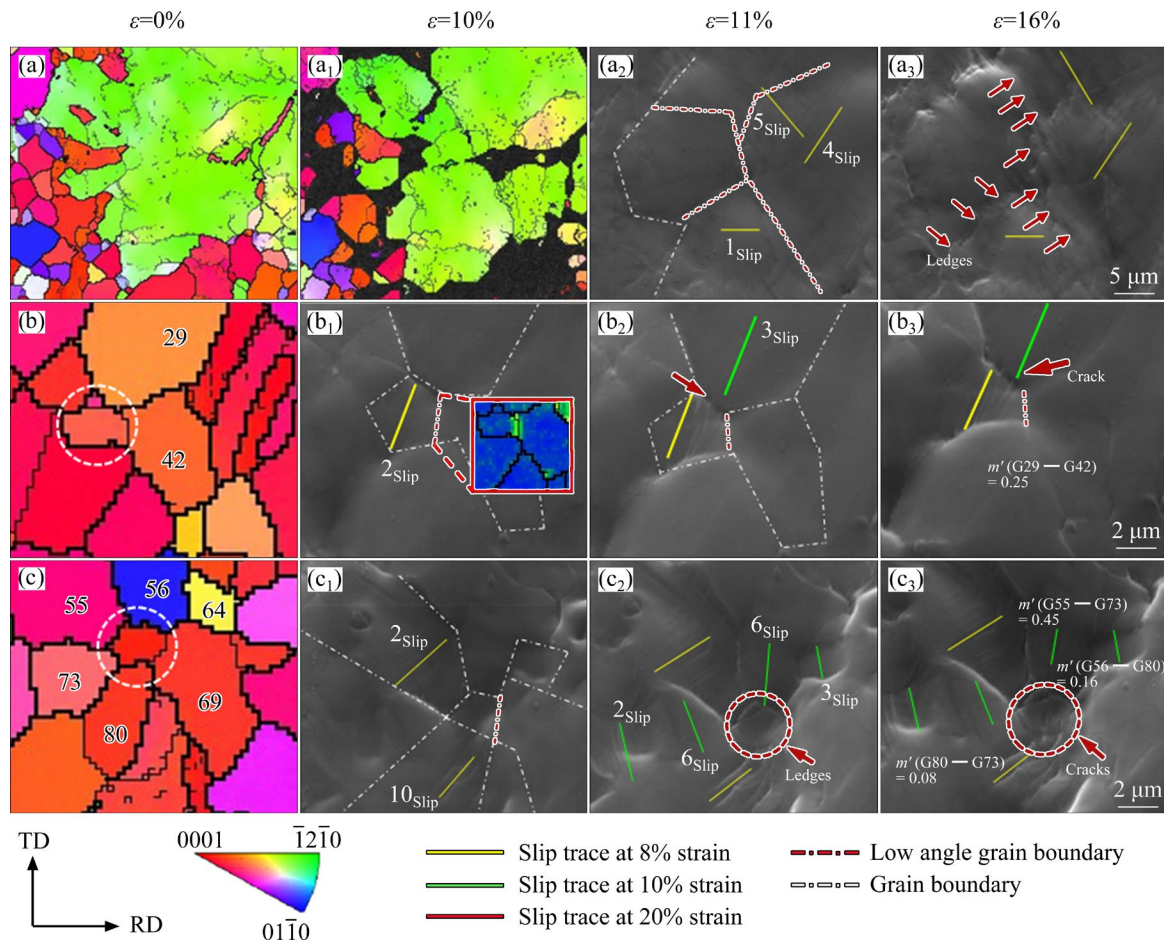 ε=0% ε=10% ε=11% ε=16%
(a) (a1) (a2) (a3)
5Slip
4Slip
1Slip
Ledges
5 μm
(b) (b1) (b2) (b3)
29
42
2Slip
3Slip
Crack
m′(G29 — G42)
= 0.25
2 μm
(c) (c1) (c2) (c3)
55 56 64
73 69
80
2Slip
10Slip
6Slip
3Slip
2Slip
6Slip
Ledges
m′(G55 — G73)
= 0.45
m′(G56 — G80)
= 0.16
m′(G80 — G73)
= 0.08
Cracks
2 μm
TD
RD
0001 1̅21̅0
011̅0
Slip trace at 8% strain
Slip trace at 10% strain
Slip trace at 20% strain
Low angle grain boundary
Grain boundary